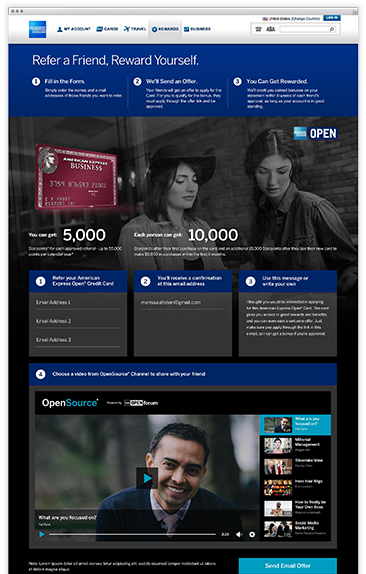 United States (Change Country)
LOG IN
AMERICAN EXPRESS
MY ACCOUNT
CARDS
TRAVEL
REWARDS
BUSINESS
Refer a Friend, Reward Yourself.
1 Fill in the Form.
Simply enter the names and e-mail
addresses of those friends you want to refer.
2 We'll Send an Offer.
Your friends will get an offer to apply for the
Card. For you to qualify for the bonus, they
must apply through the offer link and be
approved.
3 You Can Get Rewarded.
We'll credit you earned bonuses on your
statement within 8 weeks of each friend's
approval, as long as your account is in good
standing.
OPEN
AMERICAN EXPRESS
BUSINESS
You can get: 5,000
Starpoints® for each approved referral - up to 55,000
points per calendar year*
Each person can get: 10,000
Starpoints after their first purchase on the card and an additional 15,000 Starpoints after they use their new card to
make $5,000 in purchases within the first 6 months.
1 Refer your American
Express Open® Credit Card
Email Address 1
Email Address 2
Email Address 3
2 You'll receive a confirmation
at this email address
3 Use this message or
write your own
I thought you would be interested in applying
for this American Express Open® Card. The card
gives you access to great rewards and benefits,
and you can even earn a welcome offer. Just
make sure you apply through the link in this
e-mail, so I can get a bonus if you're approved.
4 Choose a video from OpenSource® Channel to share with your friend
OpenSource
Powered by OPEN forum
What are you focused on?
3:23
What are you
focused on?
Millennial
Management
Silverlake Wine
Free Wigs
How to Really be
Your Own Boss
Social Media
Marketing
Note: Lorem ipsum dolor sit amet, consectetur adipiscing elit, sed do eiusmod tempor incididunt ut labore
et dolore magna aliqua.
Send Email Offer